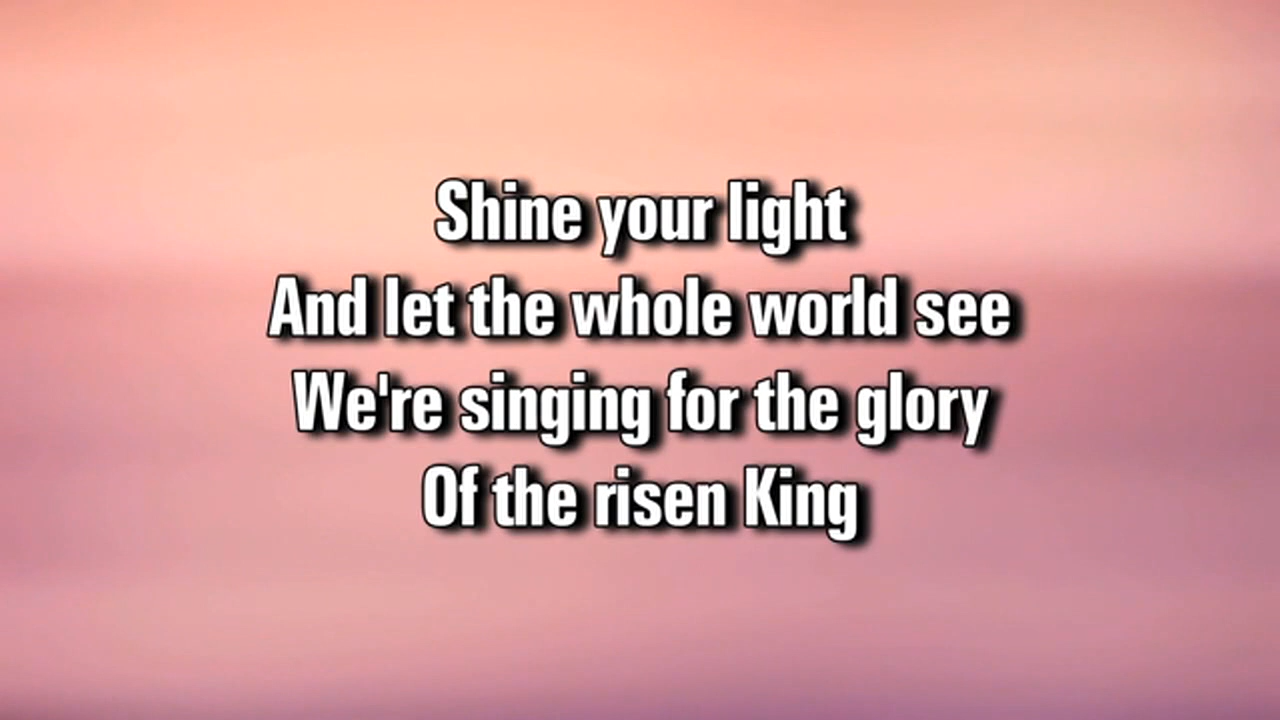 Shine your light
And let the whole world see
We're singing for the glory
Of the risen King